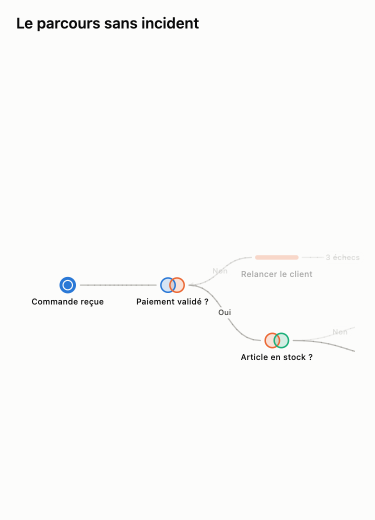 Le parcours sans incident
Non
3 échecs
Relancer le client
Commande reçue
Paiement validé ?
Oui
Non
Article en stock ?